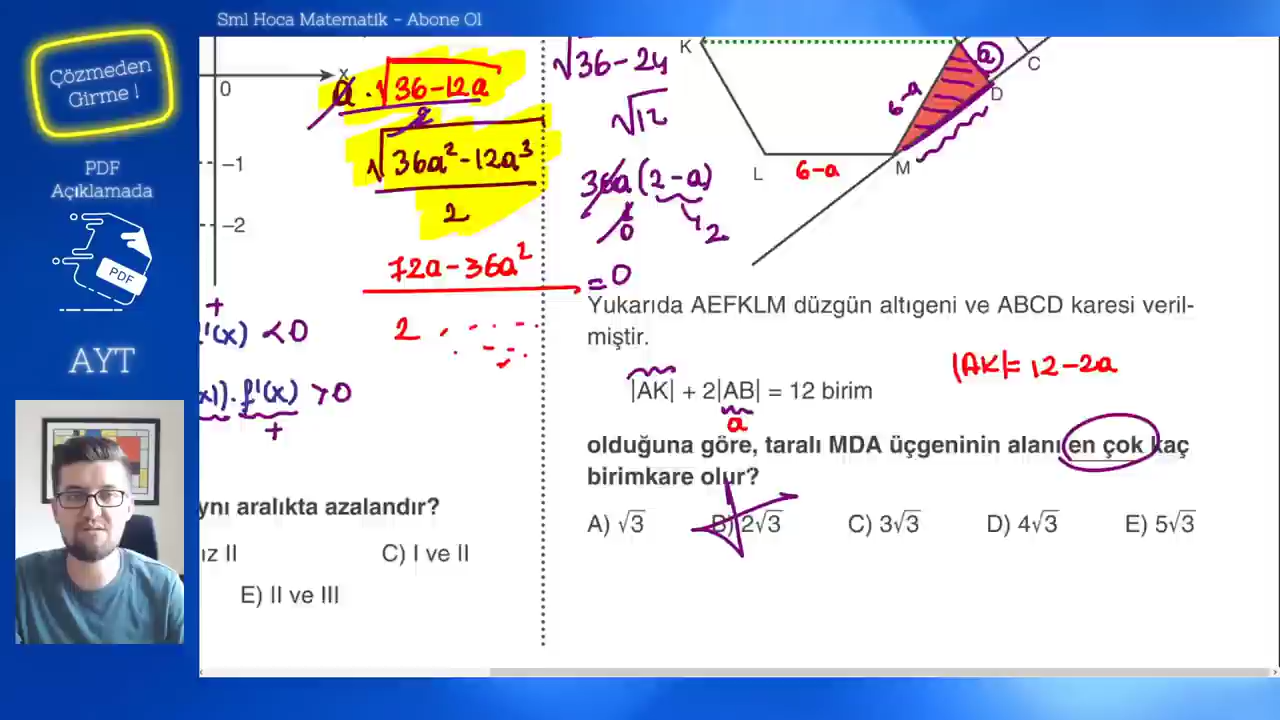 Sml Hoca Matematik - Abone Ol
Çözmeden
Girme !
PDF
Açıklamada
PDF
AYT
x
0
−1
−2
a . √36-12a
2
√36a²-12a³
2
72a-36a²
2
= 0
+
'(x) <0
x)). f'(x) >0
+
ynı aralıkta azalandır?
ız II
C) I ve II
E) II ve III
√36-24
√12
36a (2-a)
0
2
K
L
M
D
C
a
6-a
6-a
Yukarıda AEFKLM düzgün altıgeni ve ABCD karesi veril-
miştir.
|AK| + 2|AB| = 12 birim
a
|AK|= 12-2a
olduğuna göre, taralı MDA üçgeninin alanı en çok kaç
birimkare olur?
A) √3 B) 2√3 C) 3√3 D) 4√3 E) 5√3